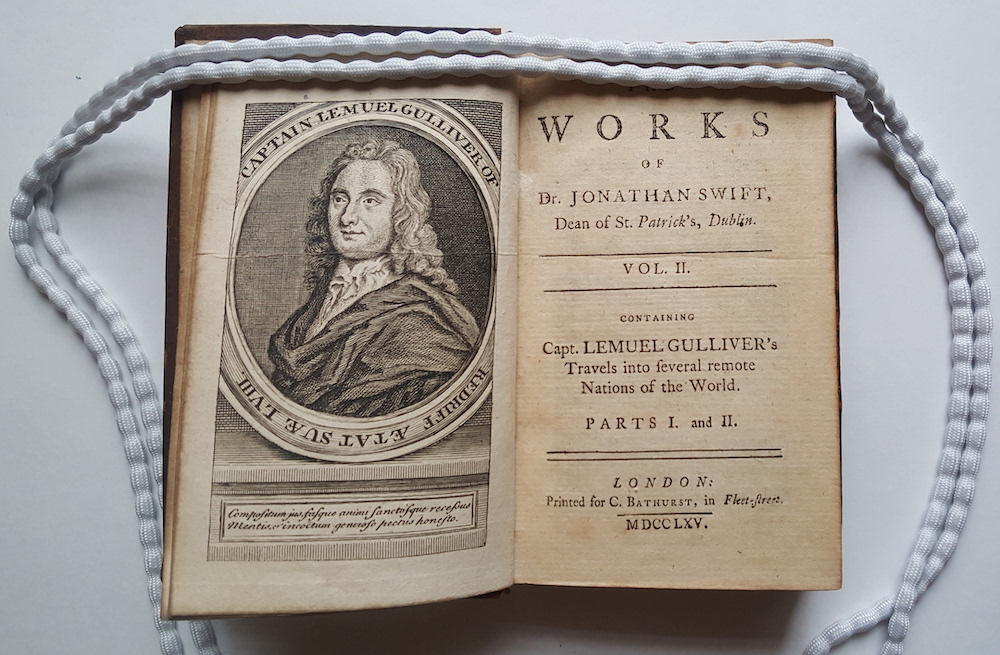 CAPTAIN LEMUEL GULLIVER OF
REDRIFF ÆTAT SUÆ LVIII.
Compositum jus, fasque animi sanctosque recessus
Mentis, et incoctum generoso pectus honesto.
WORKS
OF
Dr. JONATHAN SWIFT,
Dean of St. Patrick's, Dublin.
VOL. II.
CONTAINING
Capt. LEMUEL GULLIVER's
Travels into ſeveral remote
Nations of the World.
PARTS I. and II.
LONDON:
Printed for C. BATHURST, in Fleet-ſtreet.
MDCCLXV.